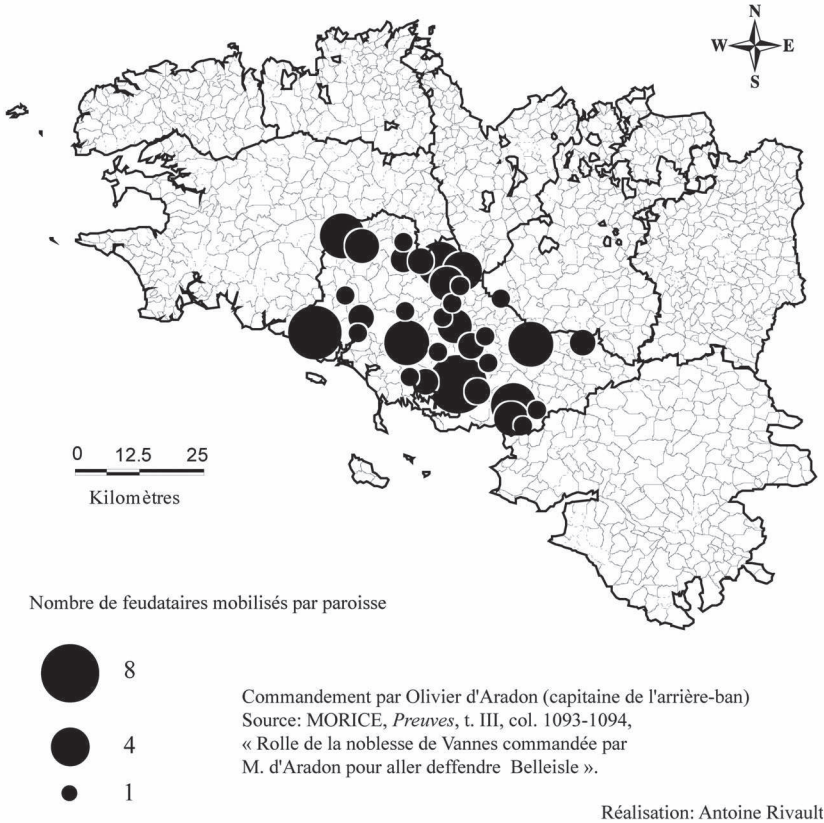 N
W E
S
0 12.5 25
Kilomètres
Nombre de feudataires mobilisés par paroisse
8
4
1
Commandement par Olivier d'Aradon (capitaine de l'arrière-ban)
Source: MORICE, Preuves, t. III, col. 1093-1094,
« Rolle de la noblesse de Vannes commandée par
M. d'Aradon pour aller deffendre Belleisle ».
Réalisation: Antoine Rivault